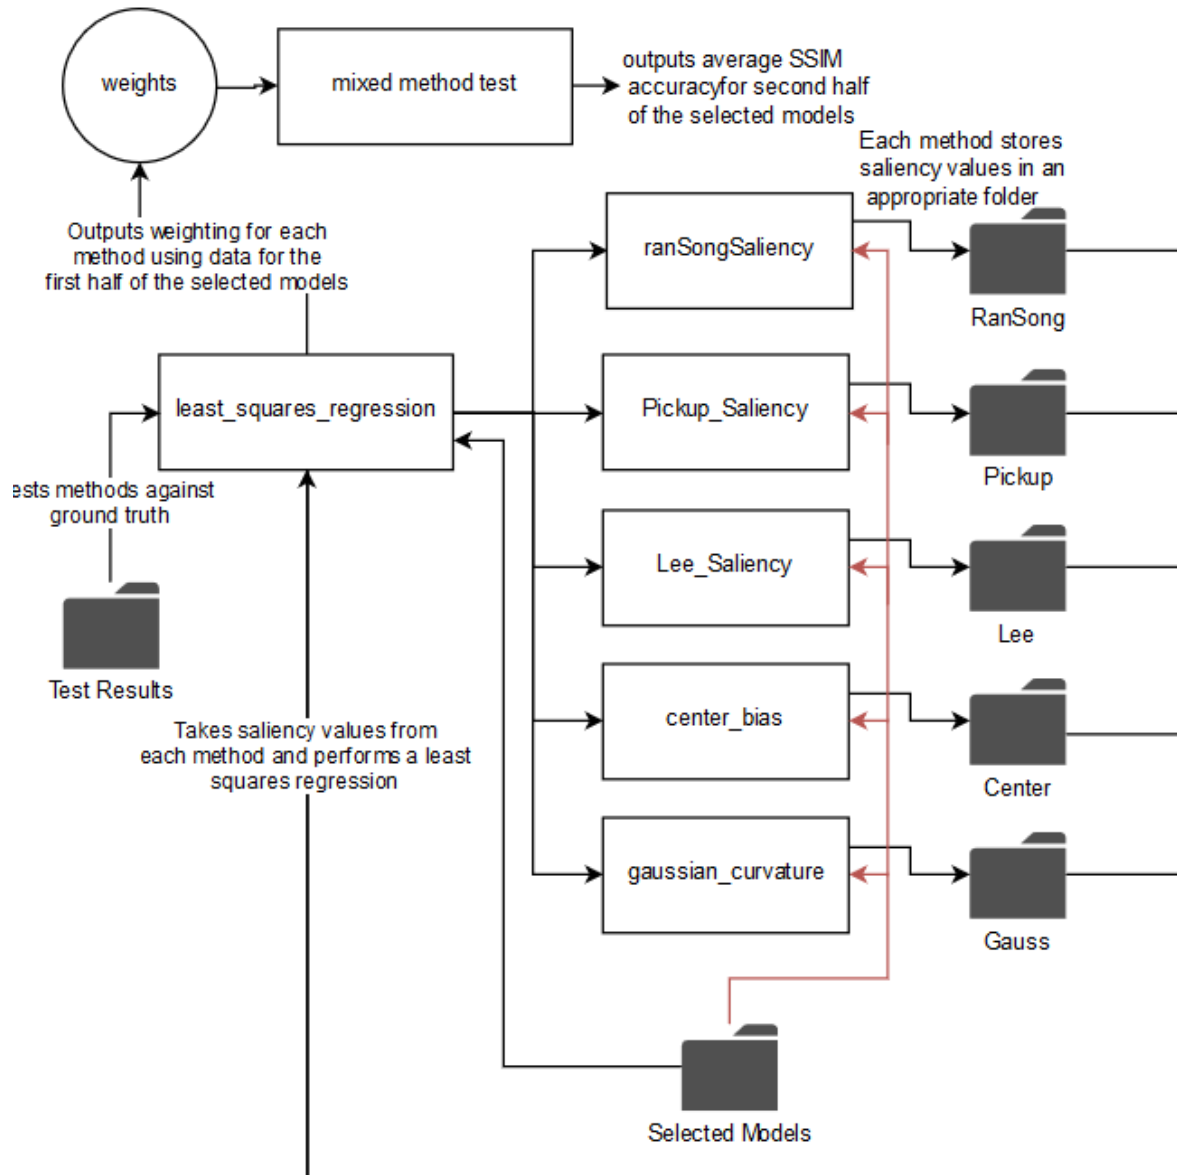 weights
mixed method test
outputs average SSIM
accuracyfor second half
of the selected models
Each method stores
saliency values in an
appropriate folder
Outputs weighting for each
method using data for the
first half of the selected models
ranSongSaliency
RanSong
least_squares_regression
Pickup_Saliency
Pickup
ests methods against
ground truth
Lee_Saliency
Lee
Test Results
Takes saliency values from
each method and performs a least
squares regression
center_bias
Center
gaussian_curvature
Gauss
Selected Models